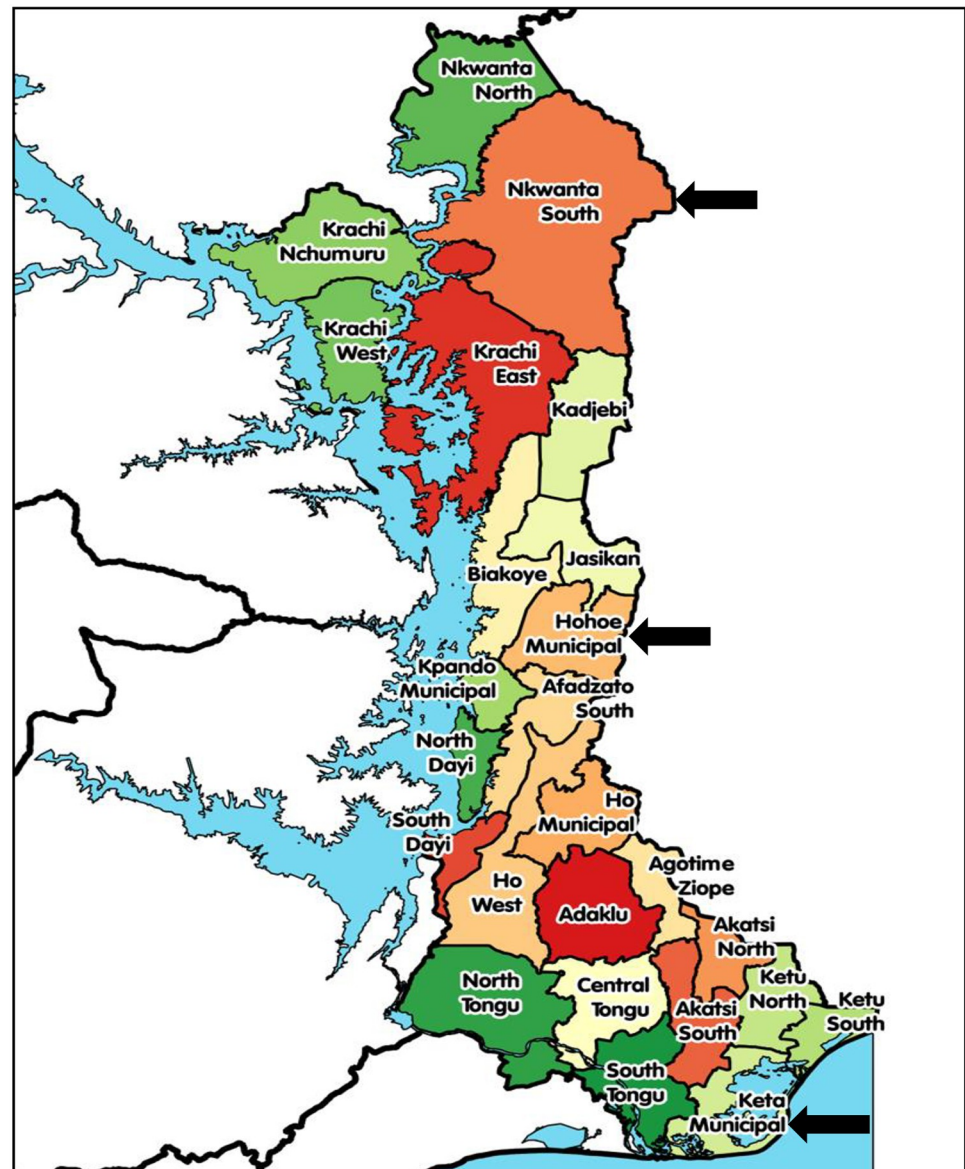 Nkwanta
North
Nkwanta
South
Krachi
Nchumuru
Krachi
West
Krachi
East
Kadjebi
Jasikan
Biakoye
Hohoe
Municipal
Kpando
Municipal
Afadzato
South
North
Dayi
Ho
Municipal
South
Dayi
Agotime
Ziope
Ho
West
Adaklu
Akatsi
North
North
Tongu
Central
Tongu
Ketu
North
Ketu
South
Akatsi
South
South
Tongu
Keta
Municipal